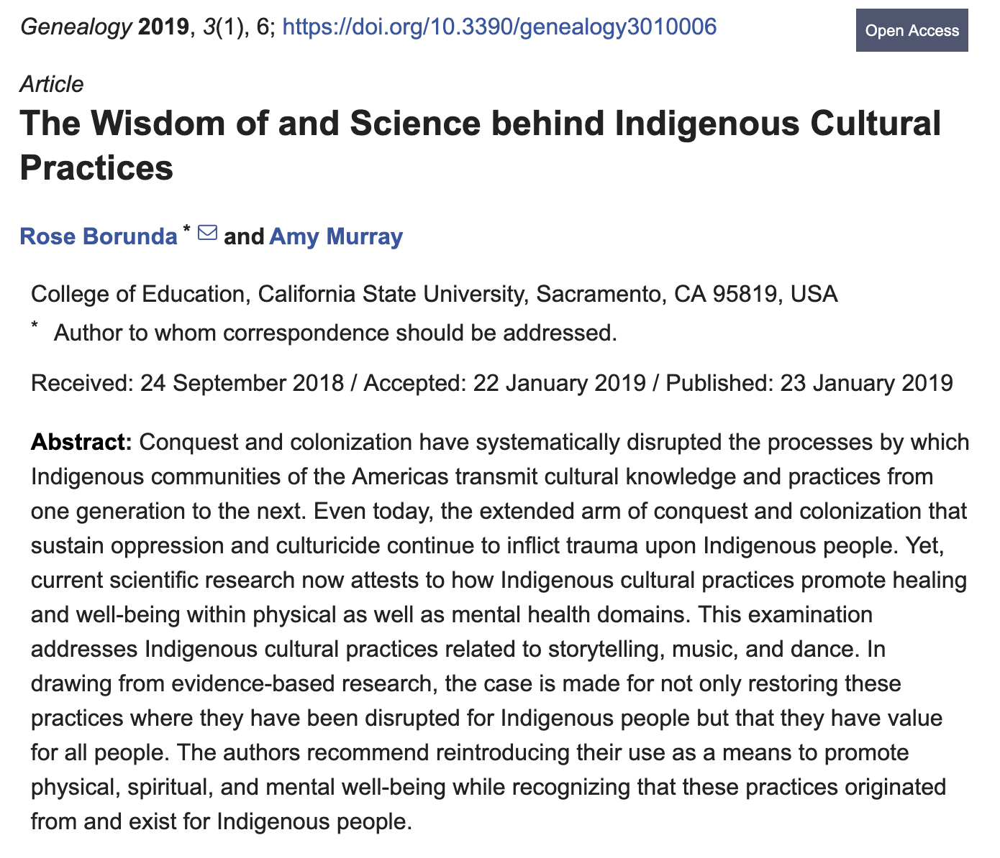 Genealogy 2019, 3(1), 6; https://doi.org/10.3390/genealogy3010006
Open Access
Article
The Wisdom of and Science behind Indigenous Cultural
Practices
Rose Borunda * and Amy Murray
College of Education, California State University, Sacramento, CA 95819, USA
* Author to whom correspondence should be addressed.
Received: 24 September 2018 / Accepted: 22 January 2019 / Published: 23 January 2019
Abstract: Conquest and colonization have systematically disrupted the processes by which
Indigenous communities of the Americas transmit cultural knowledge and practices from
one generation to the next. Even today, the extended arm of conquest and colonization that
sustain oppression and culturicide continue to inflict trauma upon Indigenous people. Yet,
current scientific research now attests to how Indigenous cultural practices promote healing
and well-being within physical as well as mental health domains. This examination
addresses Indigenous cultural practices related to storytelling, music, and dance. In
drawing from evidence-based research, the case is made for not only restoring these
practices where they have been disrupted for Indigenous people but that they have value
for all people. The authors recommend reintroducing their use as a means to promote
physical, spiritual, and mental well-being while recognizing that these practices originated
from and exist for Indigenous people.